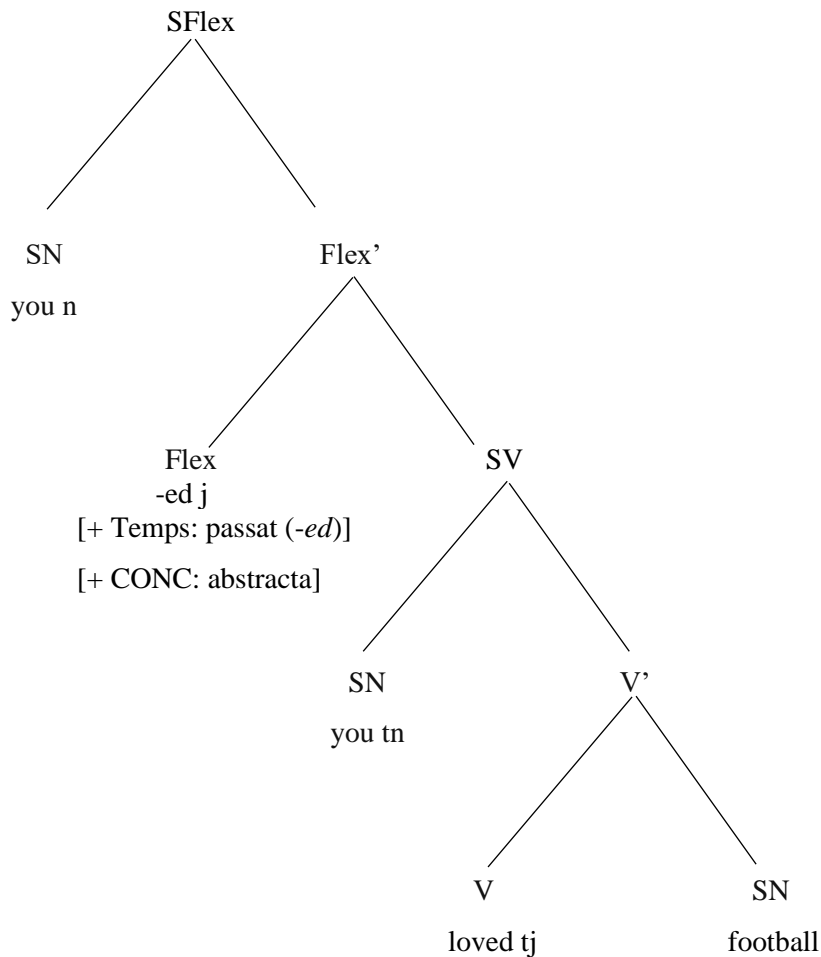 SFlex
SN Flex’
you n
Flex SV
-ed j
[+ Temps: passat (-ed)]
[+ CONC: abstracta]
SN V’
you tn
V SN
loved tj football